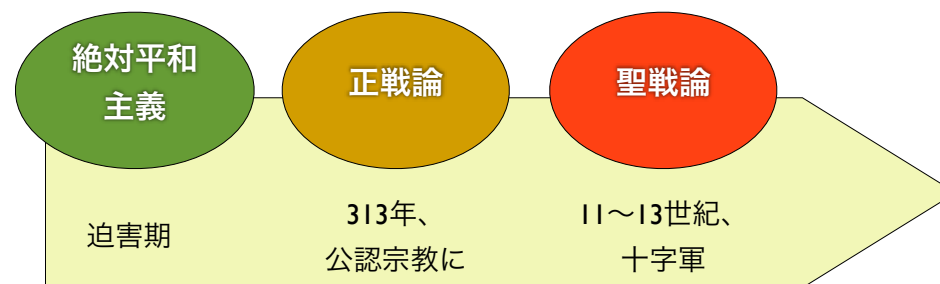 絶対平和
主義
正戦論
聖戦論
迫害期
313年、
公認宗教に
11〜13世紀、
十字軍